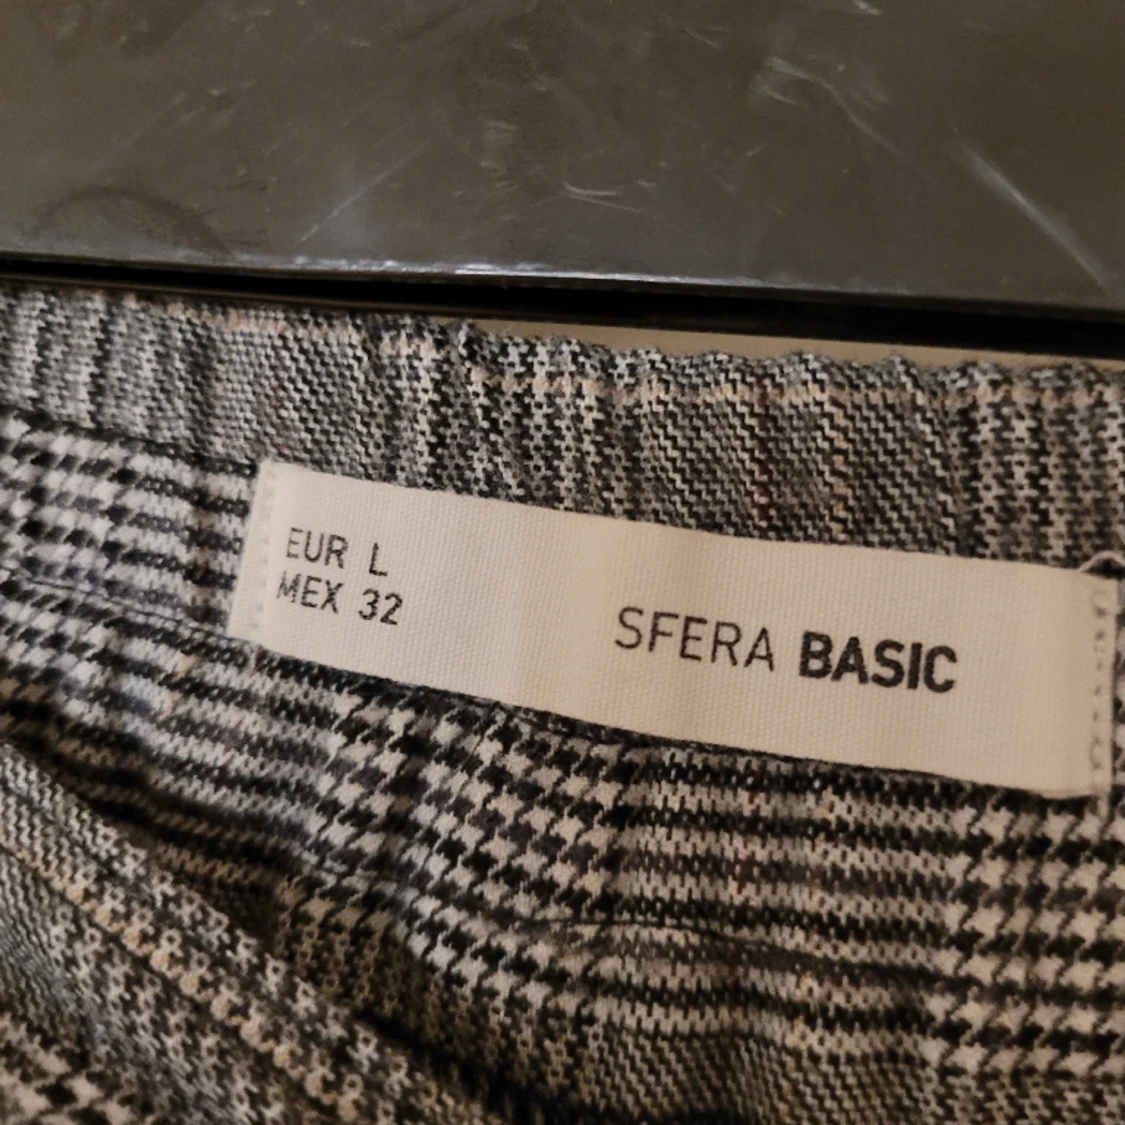 EUR L
MEX 32
SFERA BASIC